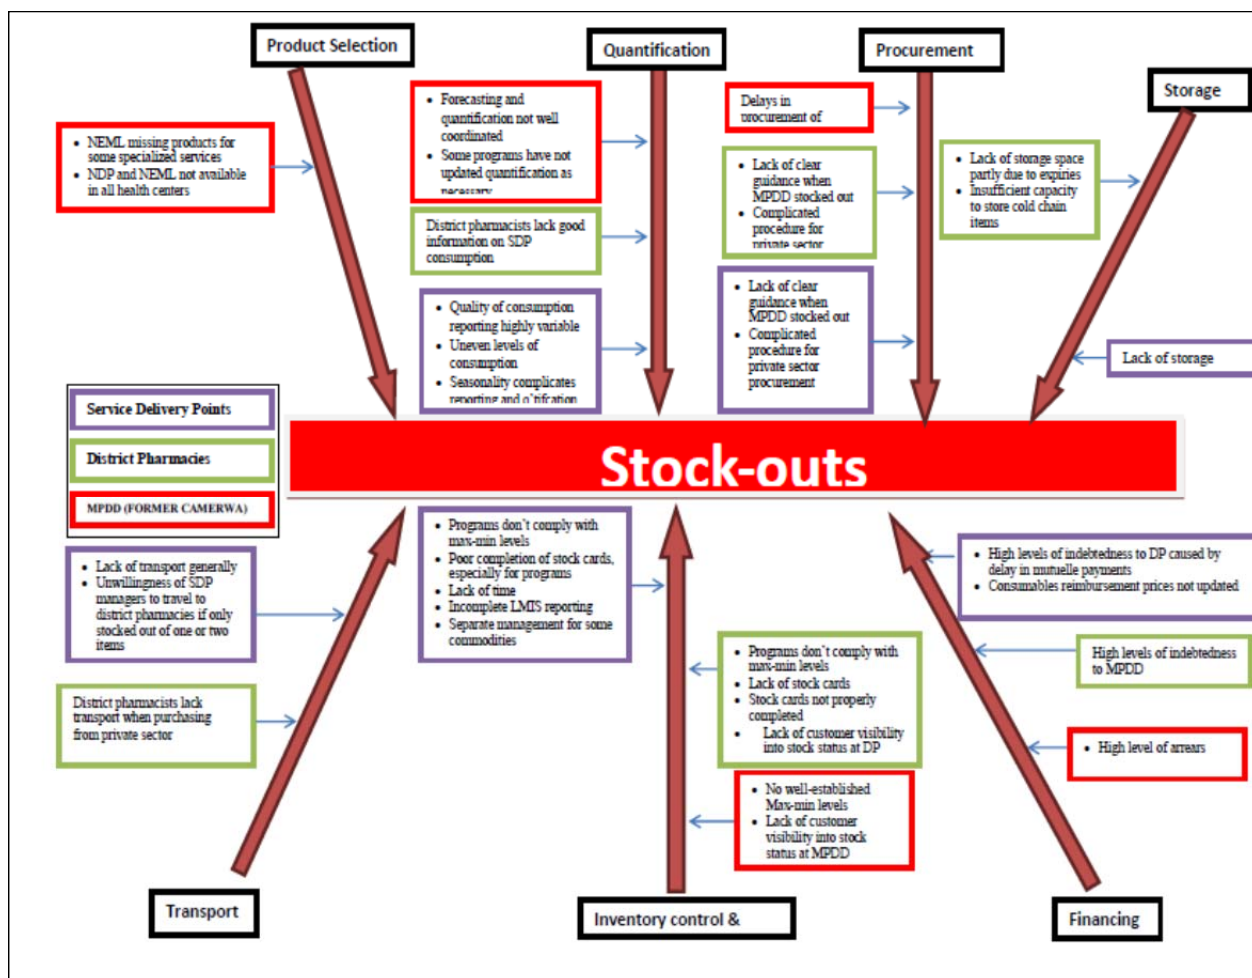 Product Selection
Quantification
Procurement
Storage
• NEML missing products for
some specialized services
• NDP and NEML not available
in all health centers
• Forecasting and
quantification not well
coordinated
• Some programs have not
updated quantification as
necessary
District pharmacists lack good
information on SDP
consumption
• Quality of consumption
reporting highly variable
• Uneven levels of
consumption
• Seasonality complicates
reporting and q'tifcation
Delays in
procurement of
• Lack of clear
guidance when
MPDD stocked out
• Complicated
procedure for
private sector
• Lack of clear
guidance when
MPDD stocked out
• Complicated
procedure for
private sector
procurement
• Lack of storage space
partly due to expiries
• Insufficient capacity
to store cold chain
items
Lack of storage
Service Delivery Points
District Pharmacies
MPDD (FORMER CAMERWA)
Stock-outs
• Lack of transport generally
• Unwillingness of SDP
managers to travel to
district pharmacies if only
stocked out of one or two
items
District pharmacists lack
transport when purchasing
from private sector
• Programs don't comply with
max-min levels
• Poor completion of stock cards,
especially for programs
• Lack of time
• Incomplete LMIS reporting
• Separate management for some
commodities
• Programs don't comply with
max-min levels
• Lack of stock cards
• Stock cards not properly
completed
• Lack of customer visibility
into stock status at DP
• No well-established
Max-min levels
• Lack of customer
visibility into stock
status at MPDD
• High levels of indebtedness to DP caused by
delay in mutuelle payments
• Consumables reimbursement prices not updated
High levels of indebtedness
to MPDD
• High level of arrears
Transport
Inventory control &
Financing